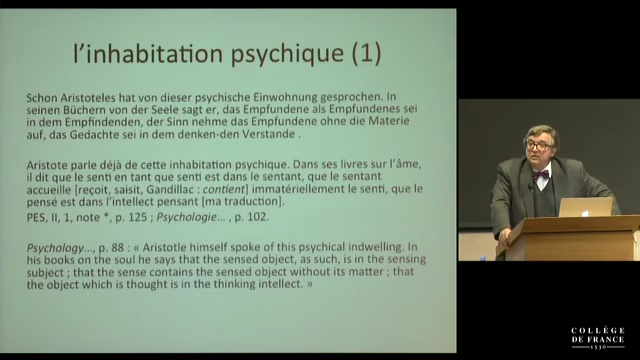 l'inhabitation psychique (1)
Schon Aristoteles hat von dieser psychische Einwohnung gesprochen. In
seinen Büchern von der Seele sagt er, das Empfundene als Empfundenes sei
in dem Empfindenden, der Sinn nehme das Empfundene ohne die Materie
auf, das Gedachte sei in dem denken-den Verstande .
Aristote parle déjà de cette inhabitation psychique. Dans ses livres sur l'âme,
il dit que le senti en tant que senti est dans le sentant, que le sentant
accueille [reçoit, saisit, Gandillac : contient] immatériellement le senti, que le
pensé est dans l'intellect pensant [ma traduction].
PES, II, 1, note *, p. 125 ; Psychologie... , p. 102.
Psychology..., p. 88 : « Aristotle himself spoke of this psychical indwelling. In
his books on the soul he says that the sensed object, as such, is in the sensing
subject ; that the sense contains the sensed object without its matter ; that
the object which is thought is in the thinking intellect. »
COLLÈGE
DE FRANCE
1530